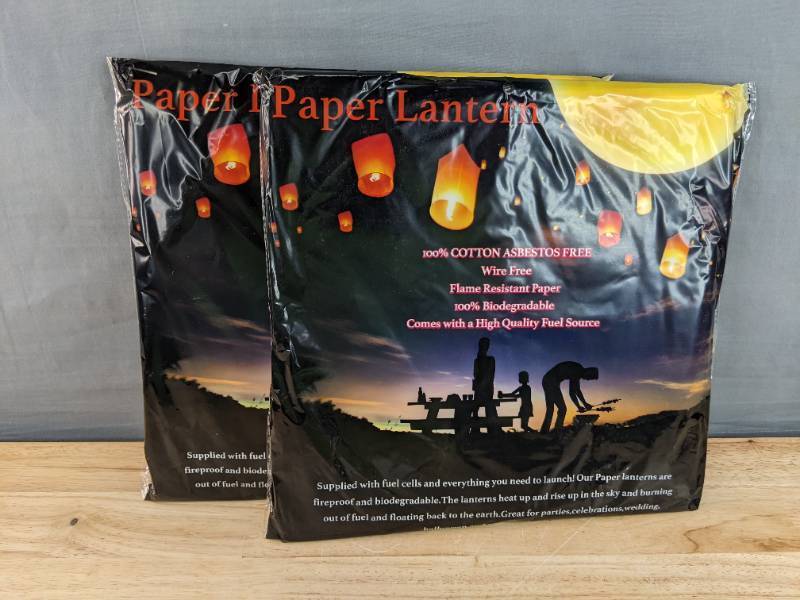 Paper
Paper Lantern
100% COTTON ASBESTOS FREE
Wire Free
Flame Resistant Paper
100% Biodegradable
Comes with a High Quality Fuel Source
Supplied with fuel
fireproof and
out of fuel and
Supplied with fuel cells and everything you need to launch! Our Paper lanterns are
fireproof and biodegradable.The lanterns heat up and rise up in the sky and burning
out of fuel and floating back to the earth.Great for parties,celebrations,wedding,